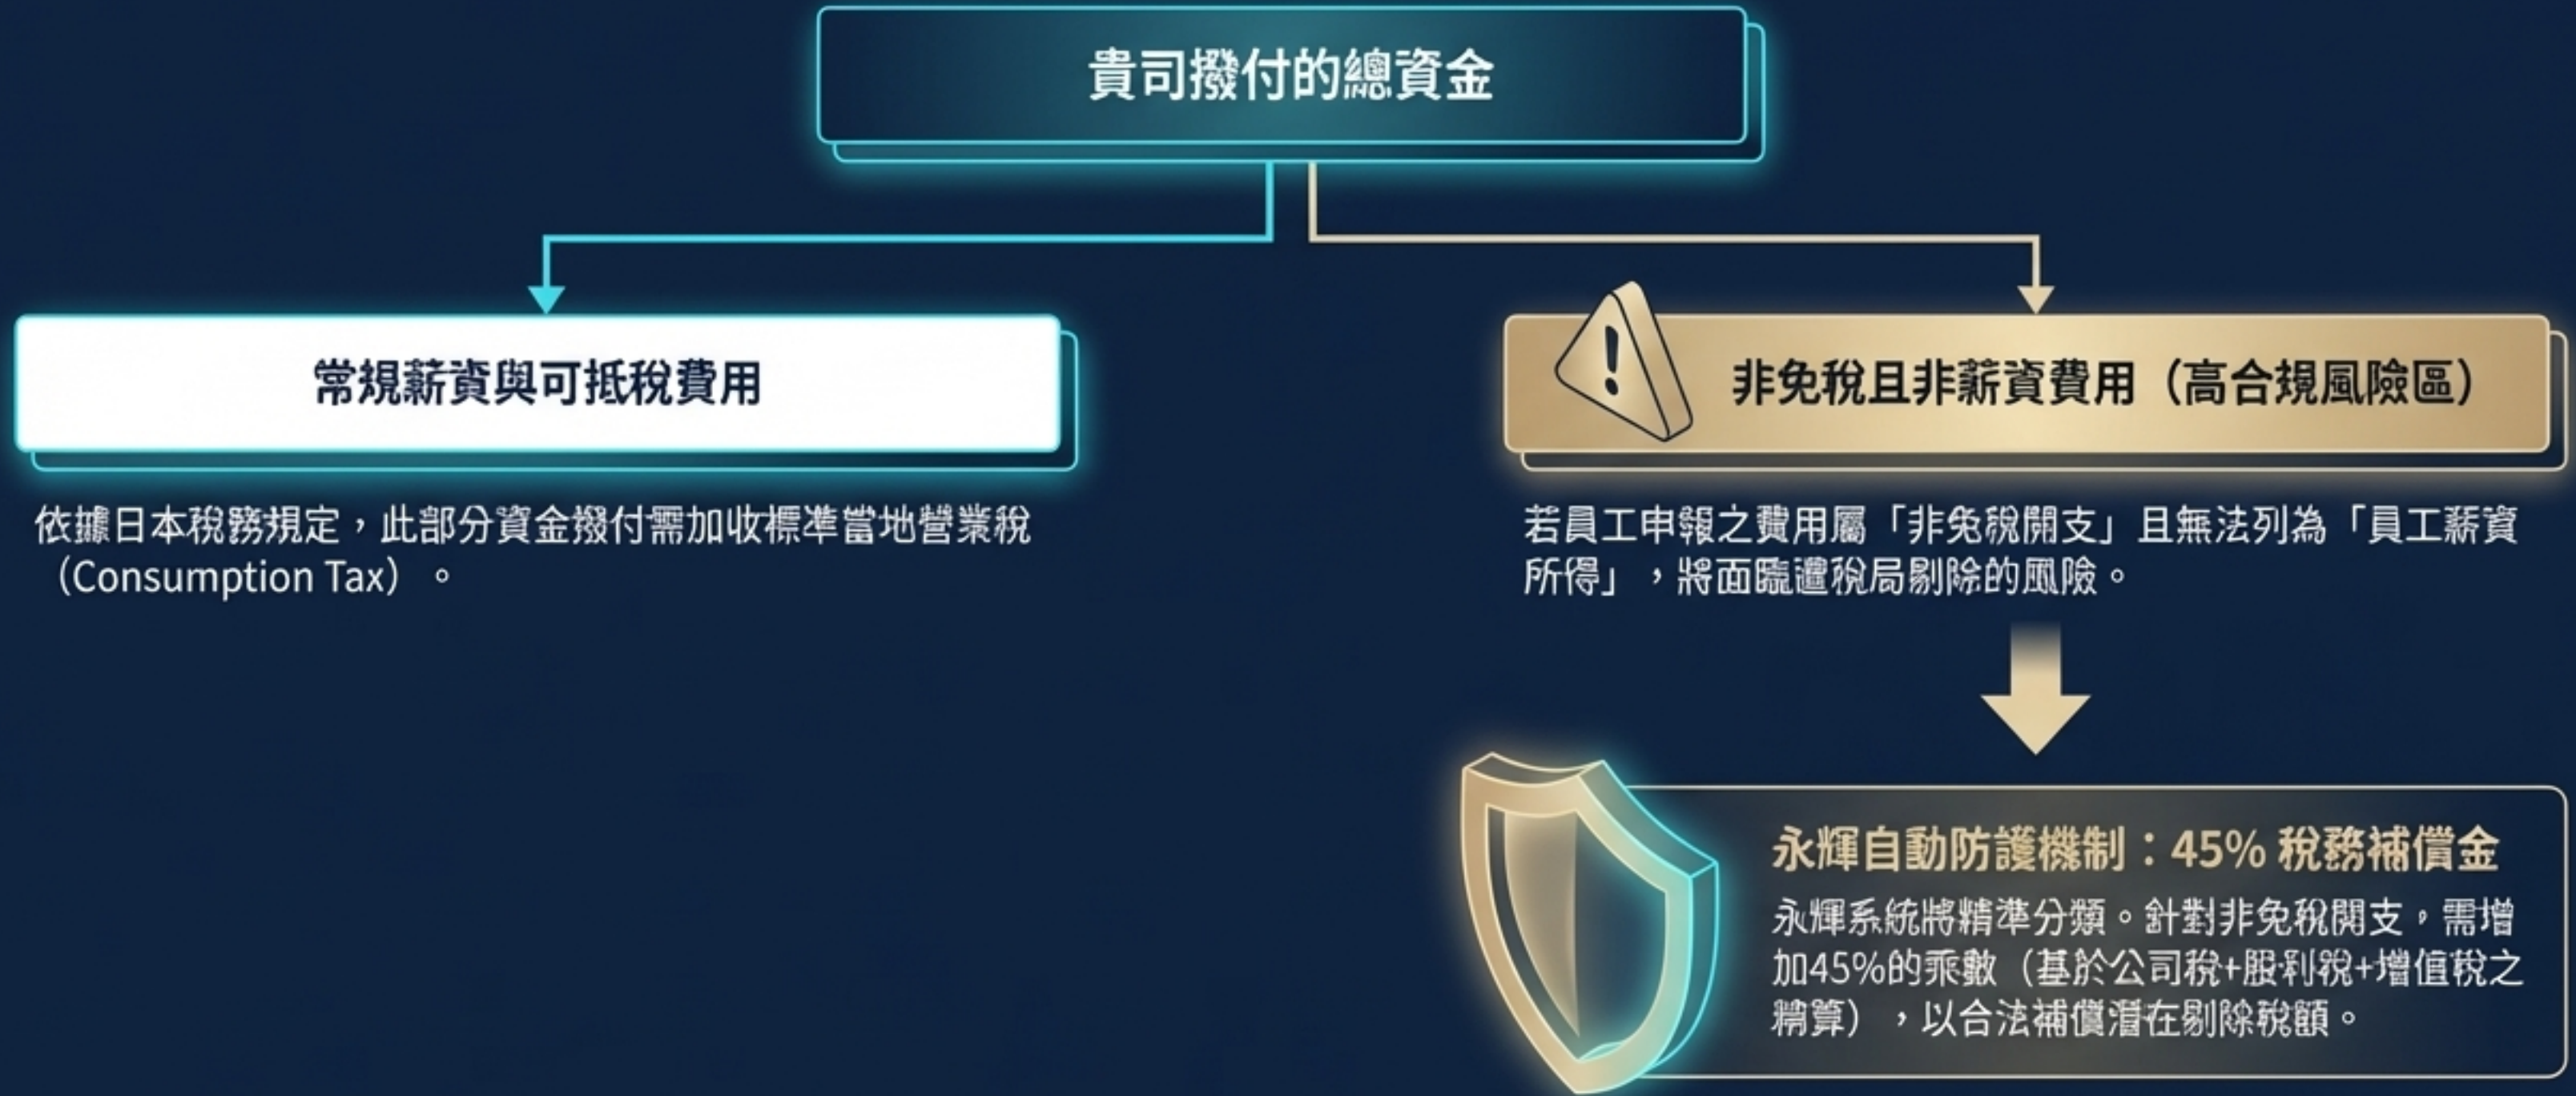 貴司撥付的總資金
常規薪資與可抵稅費用
依據日本稅務規定，此部分資金撥付需加收標準當地營業稅
（Consumption Tax）。
非免稅且非薪資費用（高合規風險區）
若員工申報之費用屬「非免稅開支」且無法列為「員工薪資
所得」，將面臨遭稅局剔除的風險。
永輝自動防護機制：45% 稅務補償金
永輝系統將精準分類。針對非免稅開支，需增
加45%的乘數（基於公司稅+股利稅+增值稅之
精算），以合法補償潛在剔除稅額。